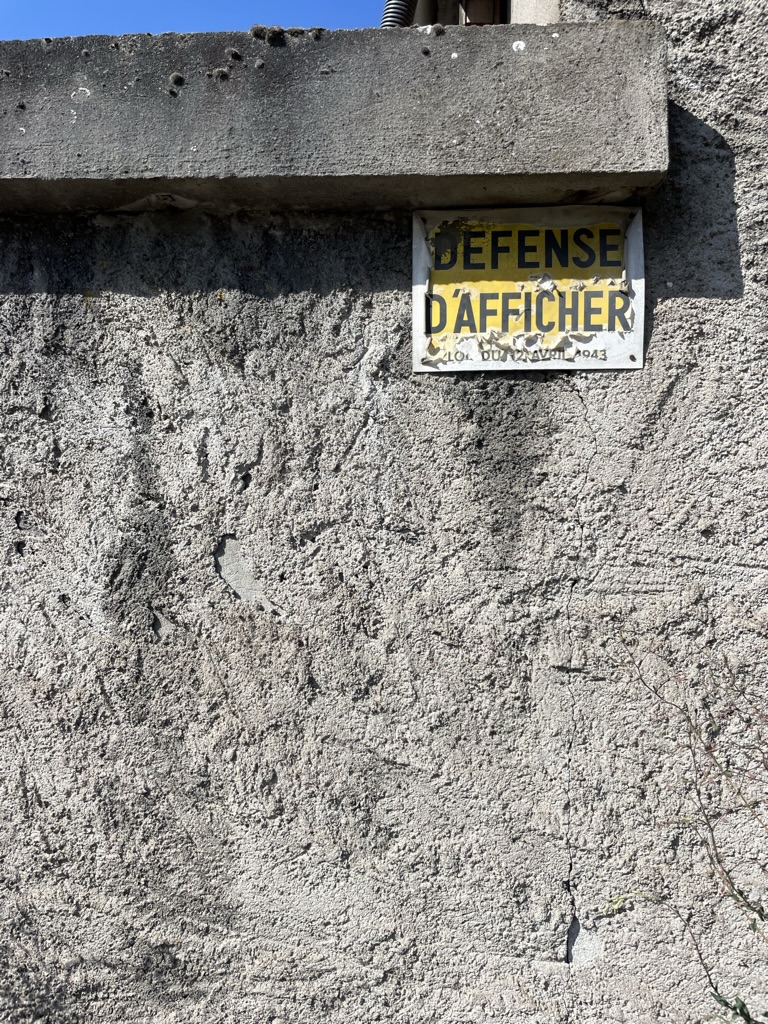 DEFENSE
D'AFFICHER
LOI DU 12 AVRIL 1943